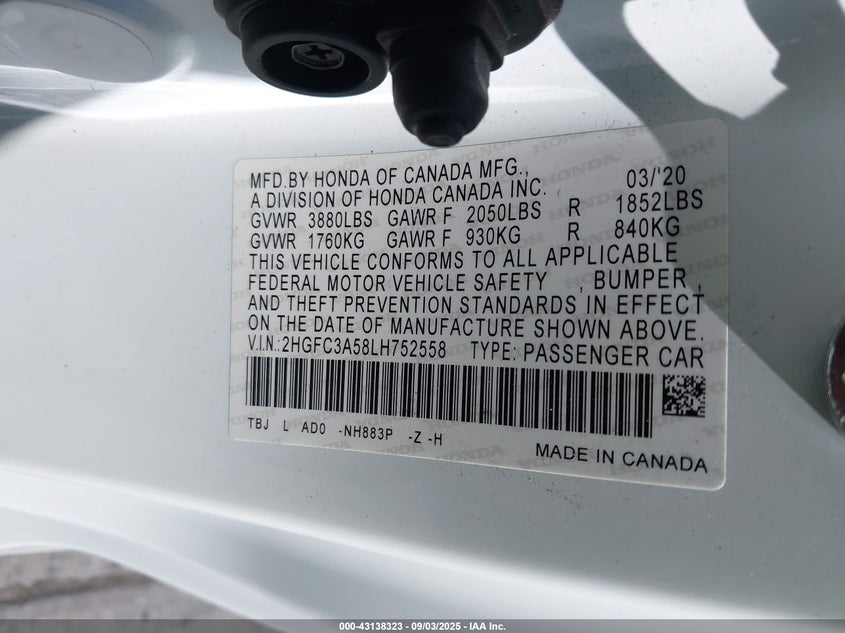 MFD.BY HONDA OF CANADA MFG., 03/'20
A DIVISION OF HONDA CANADA INC.
GVWR 3880LBS GAWR F 2050LBS R 1852LBS
GVWR 1760KG GAWR F 930KG R 840KG
THIS VEHICLE CONFORMS TO ALL APPLICABLE
FEDERAL MOTOR VEHICLE SAFETY , BUMPER ,
AND THEFT PREVENTION STANDARDS IN EFFECT
ON THE DATE OF MANUFACTURE SHOWN ABOVE.
V.I.N.: 2HGFC3A58LH752558 TYPE: PASSENGER CAR
TBJ L AD0 -NH883P -Z -H
MADE IN CANADA
000-43138323 | 09/03/2025 | IAA Inc.